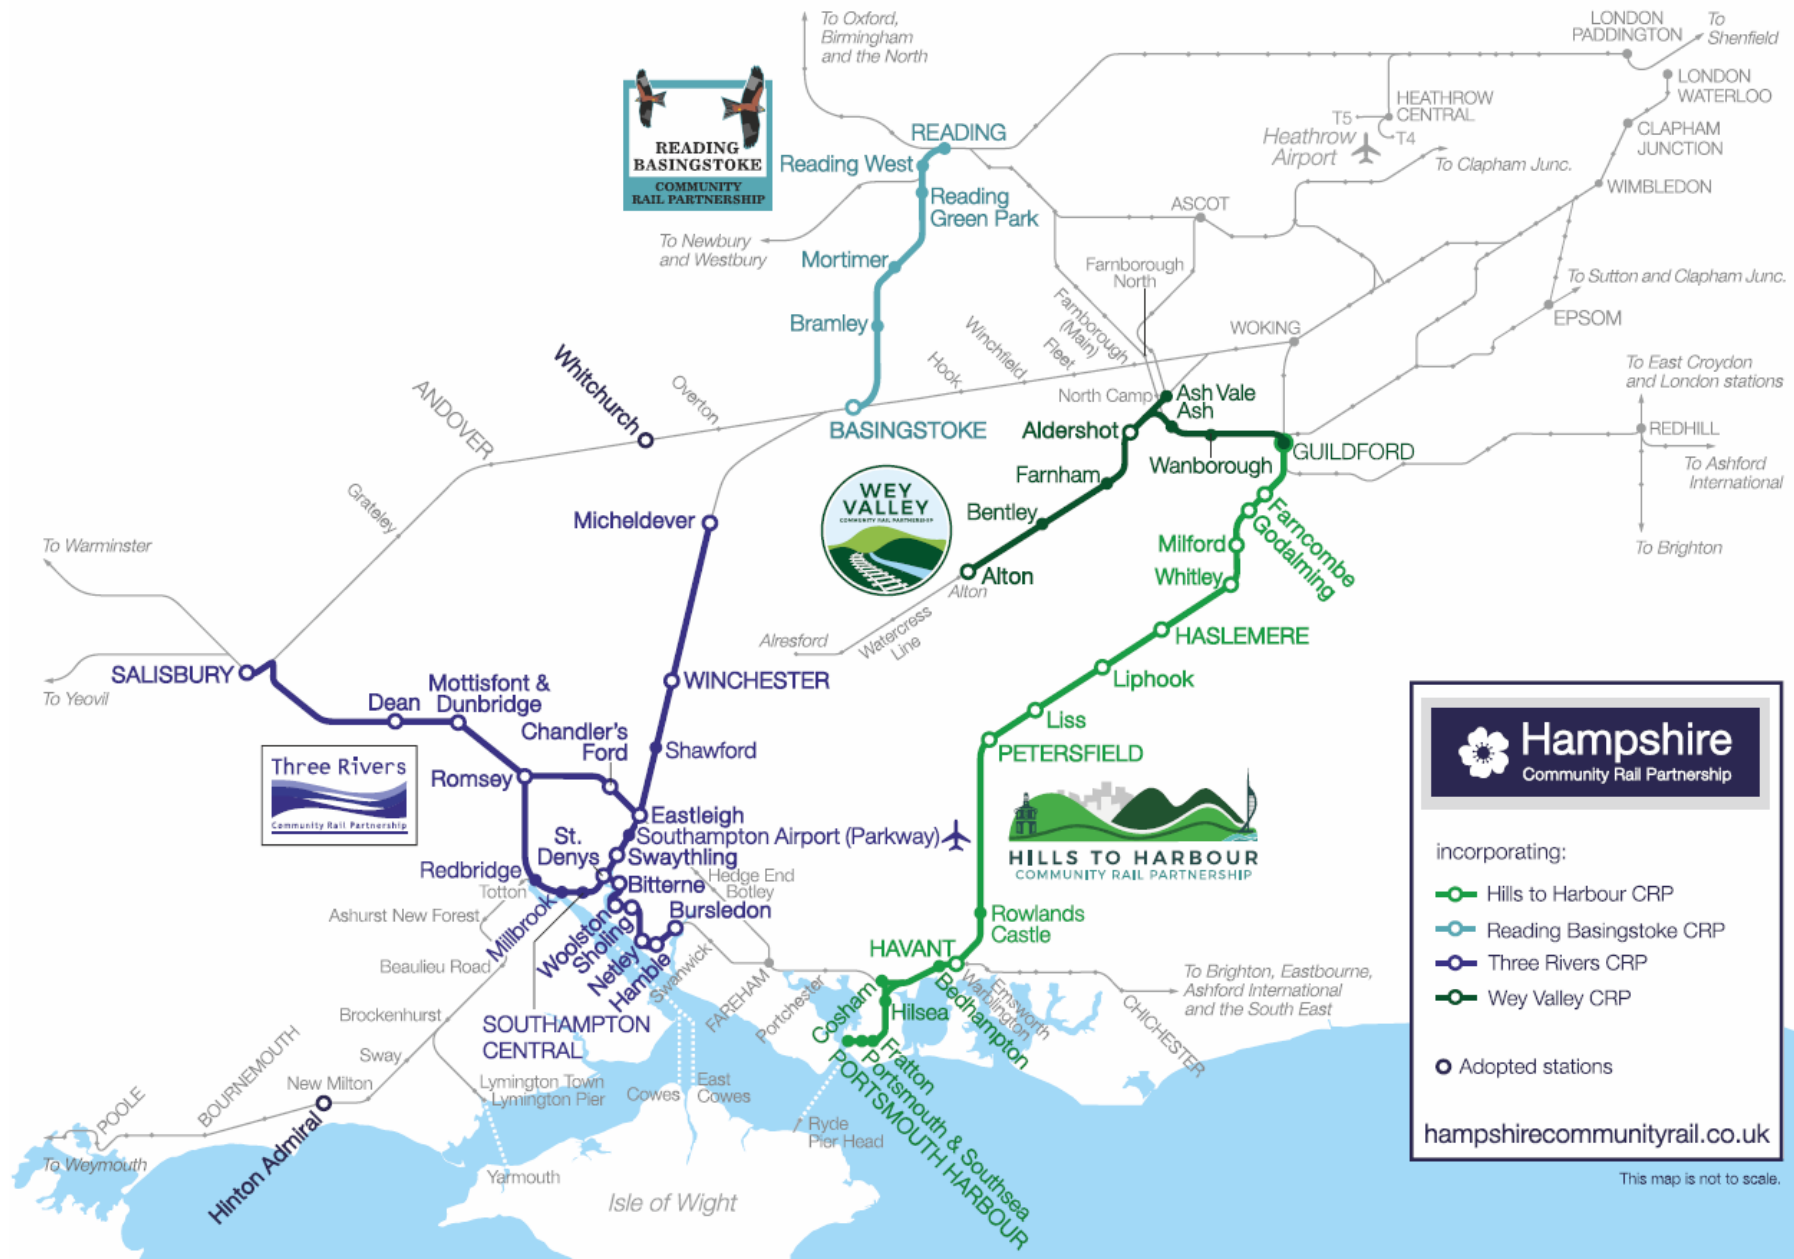 To Oxford,
Birmingham
and the North
LONDON
PADDINGTON
To
Shenfield
LONDON
WATERLOO
HEATHROW
CENTRAL
T5
T4
Heathrow
Airport
CLAPHAM
JUNCTION
To Clapham Junc.
WIMBLEDON
READING
BASINGSTOKE
COMMUNITY
RAIL PARTNERSHIP
READING
Reading West
Reading
Green Park
To Newbury
and Westbury
Mortimer
Bramley
ASCOT
Farnborough
North
Farnborough
(Main)
Fleet
Winchfield
Hook
WOKING
To Sutton and Clapham Junc.
EPSOM
To East Croydon
and London stations
REDHILL
To Ashford
International
To Brighton
Whitchurch
Overton
ANDOVER
Grateley
BASINGSTOKE
North Camp
Ash Vale
Ash
Aldershot
Wanborough
GUILDFORD
Farnham
Bentley
Alton
Alton
Watercress
Line
Alresford
WEY
VALLEY
COMMUNITY RAIL PARTNERSHIP
Farncombe
Godalming
Milford
Whitley
HASLEMERE
Liphook
Liss
PETERSFIELD
To Warminster
To Yeovil
SALISBURY
Dean
Mottisfont &
Dunbridge
Micheldever
WINCHESTER
Shawford
Chandler's
Ford
Romsey
Eastleigh
Southampton Airport (Parkway)
Three Rivers
Community Rail Partnership
St.
Denys
Swaythling
Redbridge
Totton
Bitterne
Hedge End
Botley
Ashurst New Forest
Millbrook
Woolston
Sholing
Netley
Hamble
Bursledon
Swanwick
FAREHAM
Portchester
Beaulieu Road
Brockenhurst
SOUTHAMPTON
CENTRAL
Sway
New Milton
Hinton Admiral
BOURNEMOUTH
POOLE
To Weymouth
Lymington Town
Lymington Pier
Yarmouth
Cowes
East
Cowes
Isle of Wight
Ryde
Pier Head
HILLS TO HARBOUR
COMMUNITY RAIL PARTNERSHIP
Rowlands
Castle
HAVANT
Bedhampton
Warblington
Emsworth
CHICHESTER
To Brighton, Eastbourne,
Ashford International
and the South East
Cosham
Hilsea
Fratton
Portsmouth & Southsea
PORTSMOUTH HARBOUR
Hampshire
Community Rail Partnership
incorporating:
Hills to Harbour CRP
Reading Basingstoke CRP
Three Rivers CRP
Wey Valley CRP
Adopted stations
hampshirecommunityrail.co.uk
This map is not to scale.